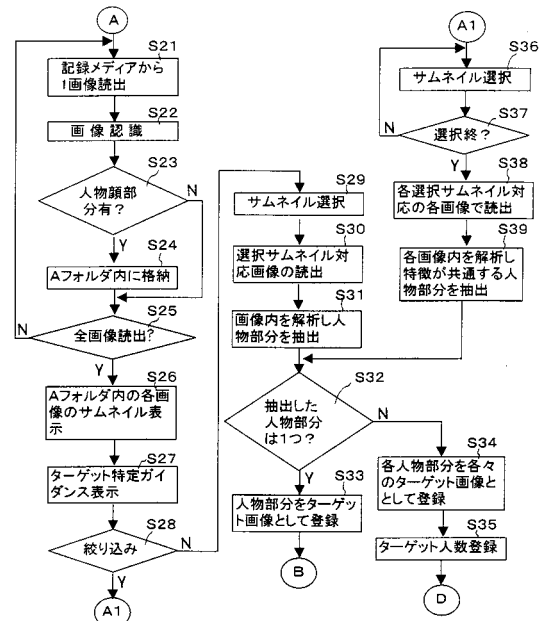 A
S21
記録メディアから
1画像読出
S22
画像認識
S23
人物顔部
分有?
N
Y
S24
Aフォルダ内に格納
S25
N
全画像読出?
Y
S26
Aフォルダ内の各画
像のサムネイル表
示
S27
ターゲット特定ガイ
ダンス表示
S28
絞り込み
N
Y
A1
S29
サムネイル選択
S30
選択サムネイル対
応画像の読出
S31
画像内を解析し人
物部分を抽出
S32
抽出した
人物部分
は1つ?
N
Y
S33
人物部分をターゲッ
ト画像として登録
B
A1
S36
サムネイル選択
S37
N
選択終?
Y
S38
各選択サムネイル対
応の各画像で読出
S39
各画像内を解析し
特徴が共通する人
物部分を抽出
S34
各人物部分を各々
のターゲット画像と
として登録
S35
ターゲット人数登録
D